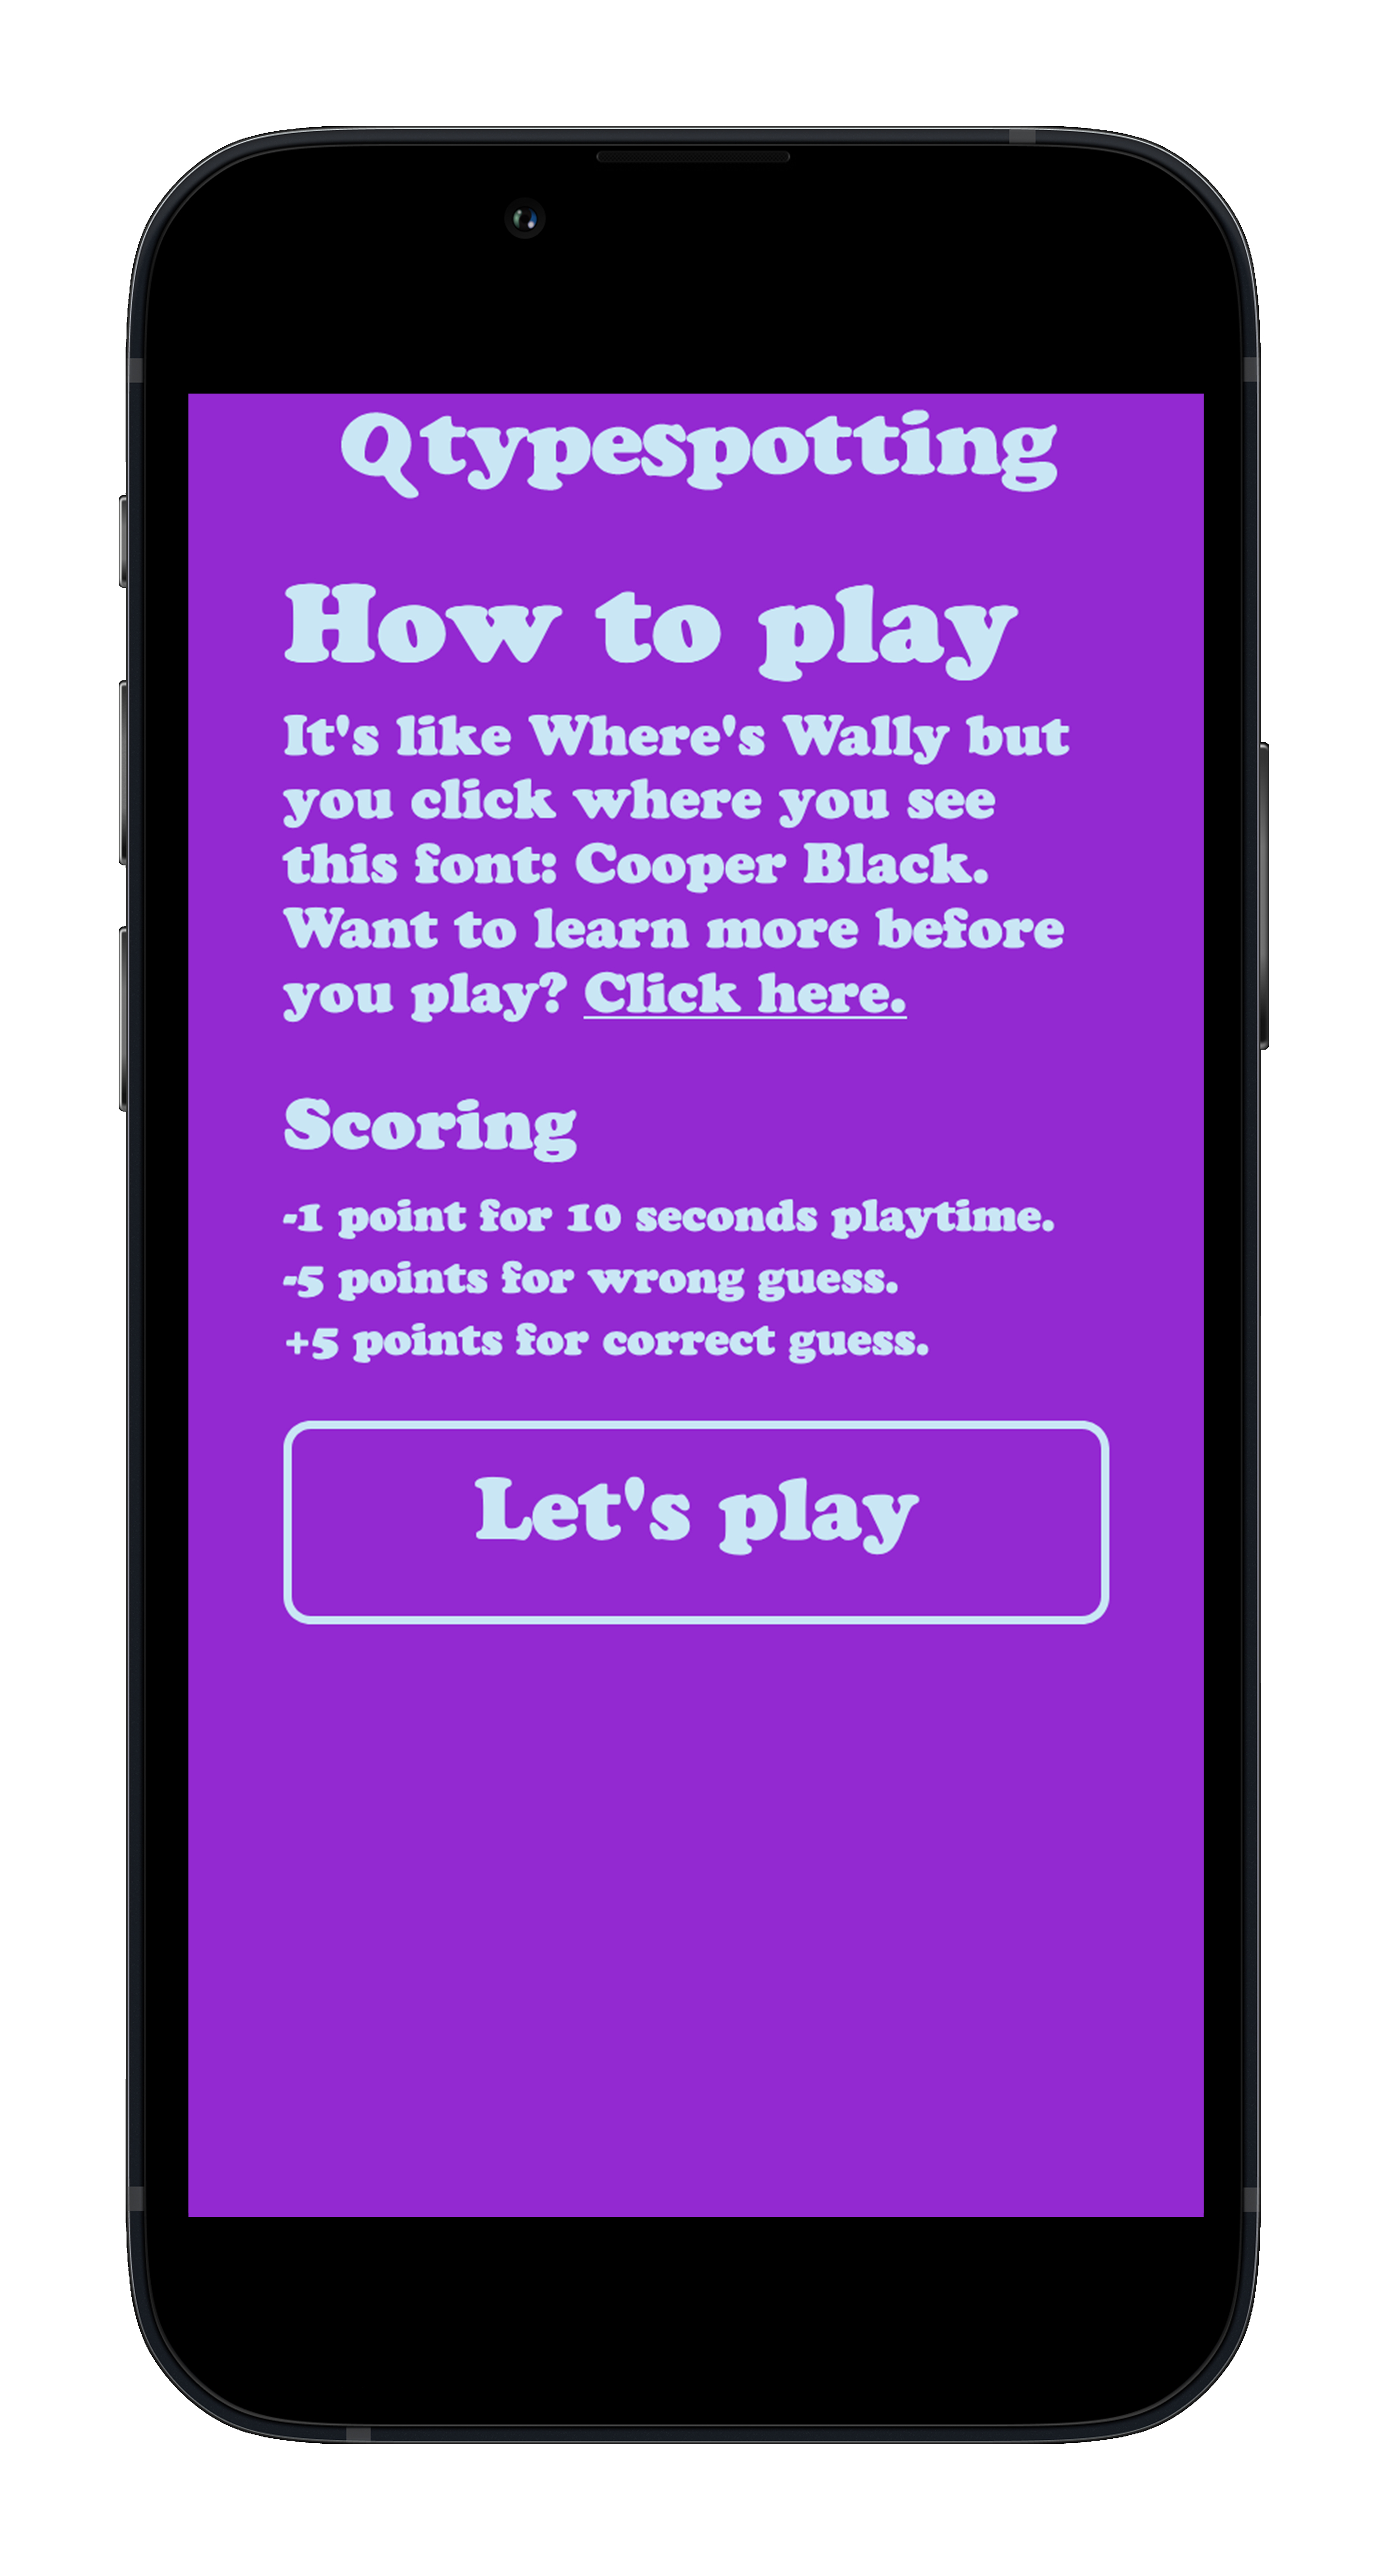 Qtypespotting
How to play
It's like Where's Wally but
you click where you see
this font: Cooper Black.
Want to learn more before
you play? Click here.
Scoring
-1 point for 10 seconds playtime.
-5 points for wrong guess.
+5 points for correct guess.
Let's play